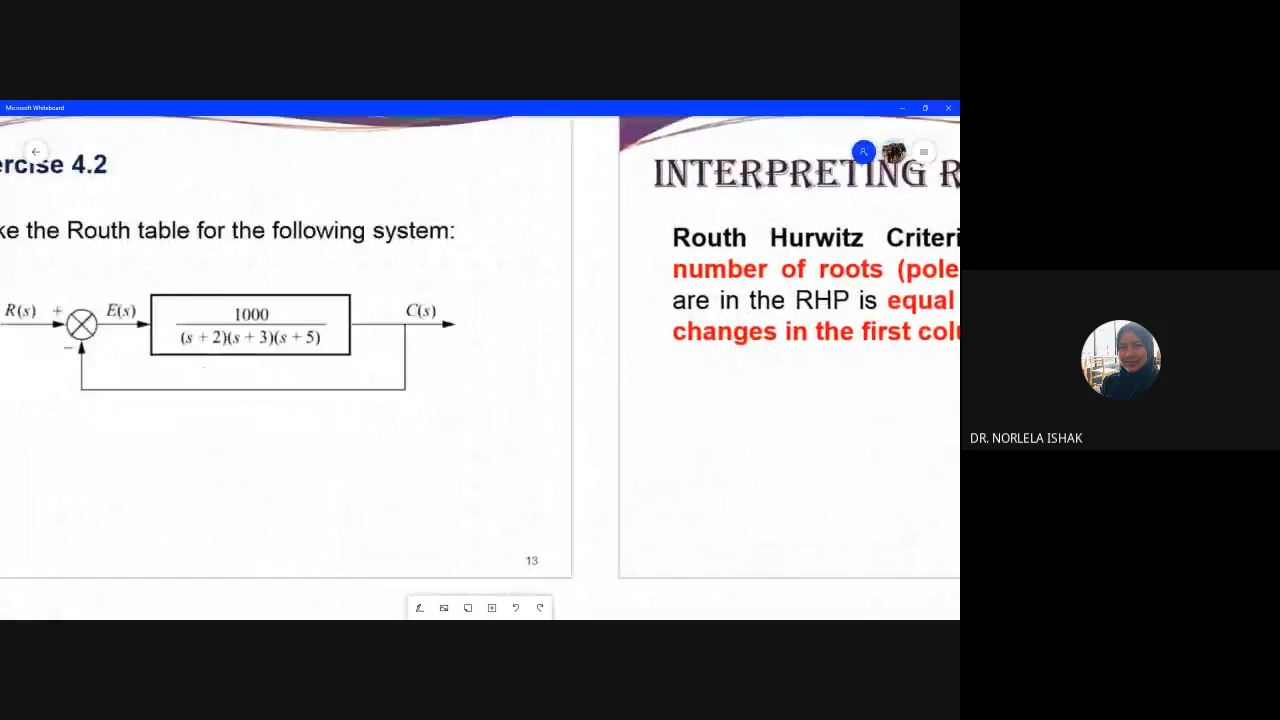 Microsoft Whiteboard
ercise 4.2
ke the Routh table for the following system:
R(s) + E(s) 1000 C(s)
(s + 2)(s + 3)(s + 5)
−
13
INTERPRETING R
Routh Hurwitz Criteri
number of roots (pole
are in the RHP is equal
changes in the first colu
DR. NORLELA ISHAK